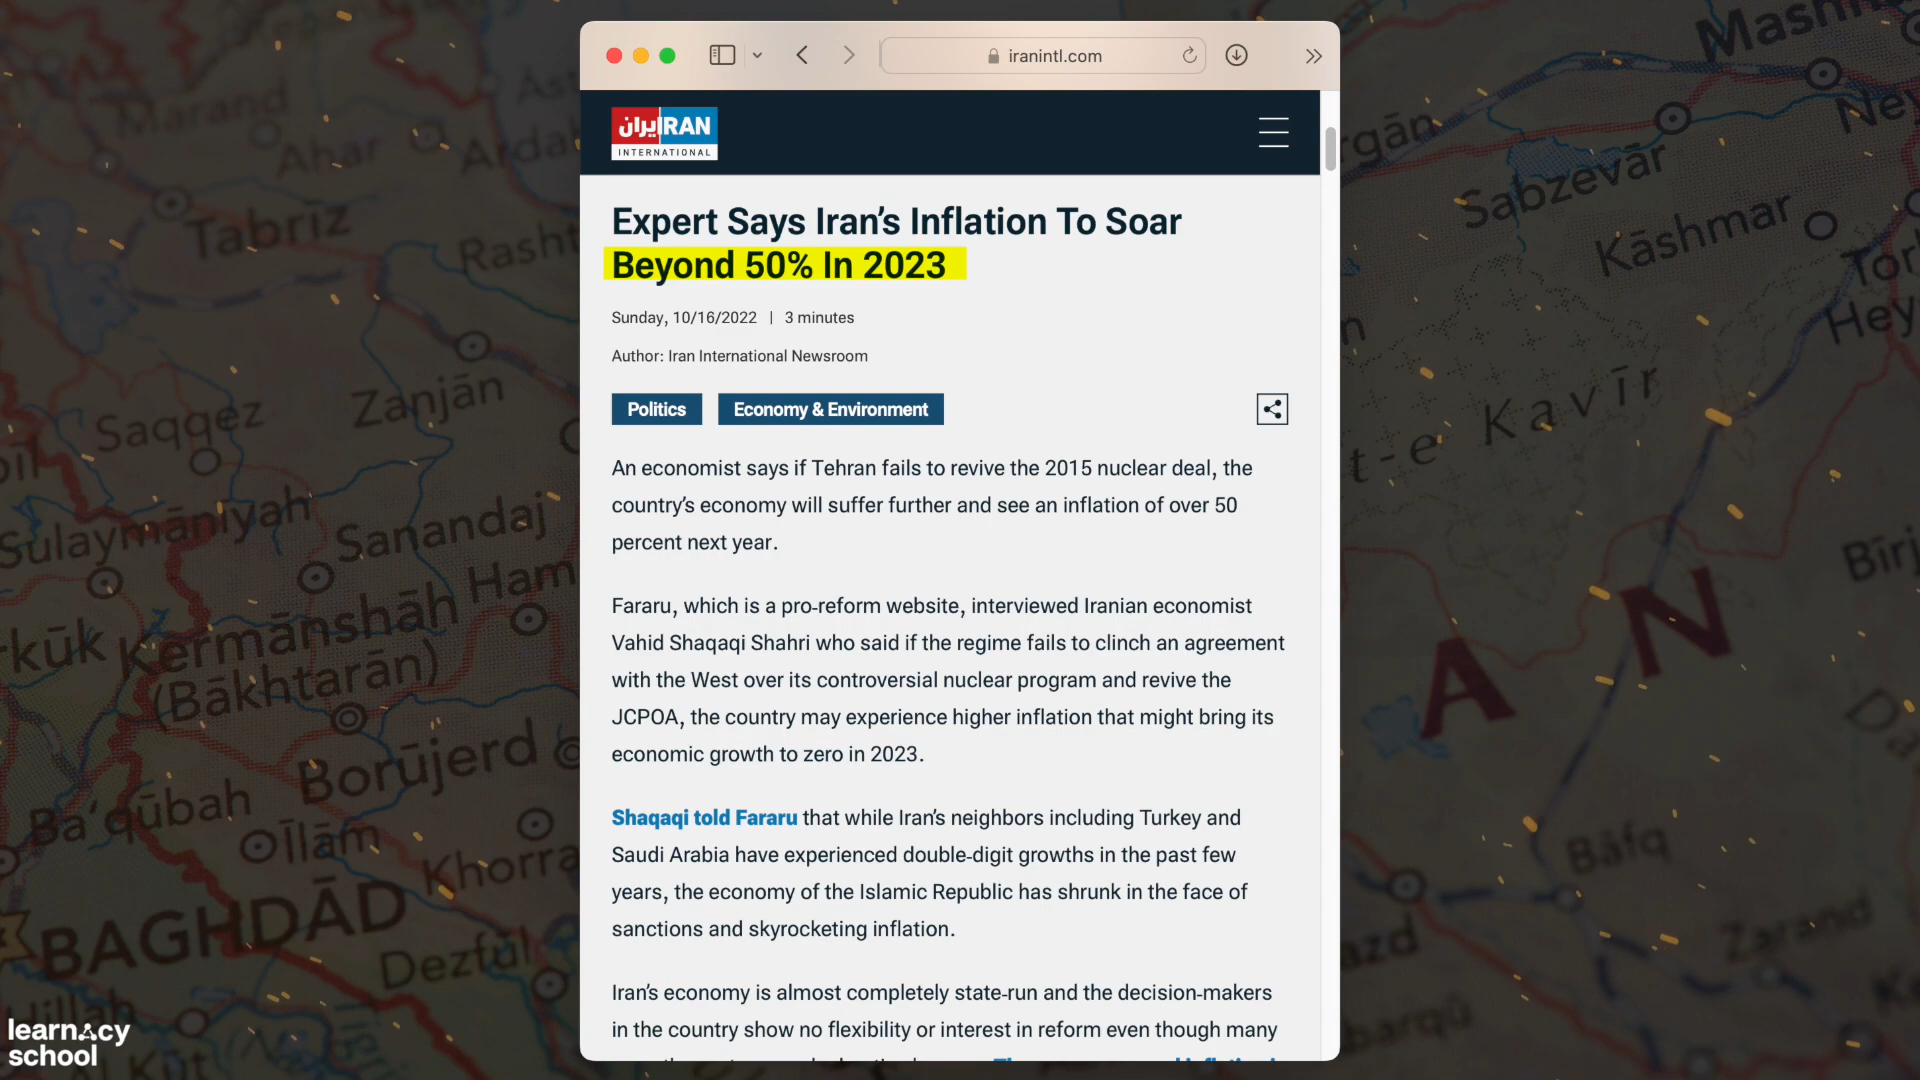 iranintl.com
ایران IRAN
INTERNATIONAL
Expert Says Iran's Inflation To Soar
Beyond 50% In 2023
Sunday, 10/16/2022 | 3 minutes
Author: Iran International Newsroom
Politics
Economy & Environment
An economist says if Tehran fails to revive the 2015 nuclear deal, the
country's economy will suffer further and see an inflation of over 50
percent next year.
Fararu, which is a pro-reform website, interviewed Iranian economist
Vahid Shaqaqi Shahri who said if the regime fails to clinch an agreement
with the West over its controversial nuclear program and revive the
JCPOA, the country may experience higher inflation that might bring its
economic growth to zero in 2023.
Shaqaqi told Fararu that while Iran's neighbors including Turkey and
Saudi Arabia have experienced double-digit growths in the past few
years, the economy of the Islamic Republic has shrunk in the face of
sanctions and skyrocketing inflation.
Iran's economy is almost completely state-run and the decision-makers
in the country show no flexibility or interest in reform even though many
Marand
Ahar
Tabrīz
Rasht
Zanjān
Saqqez
Sulaymānīyah
Sanandaj
Kermānshāh
(Bākhtarān)
Borūjerd
Ba'qūbah
Īlām
BAGHDĀD
Dezfūl
Sabzevār
Kāshmar
Kavīr
A N
Bāfq
Zarand
learnacy
school